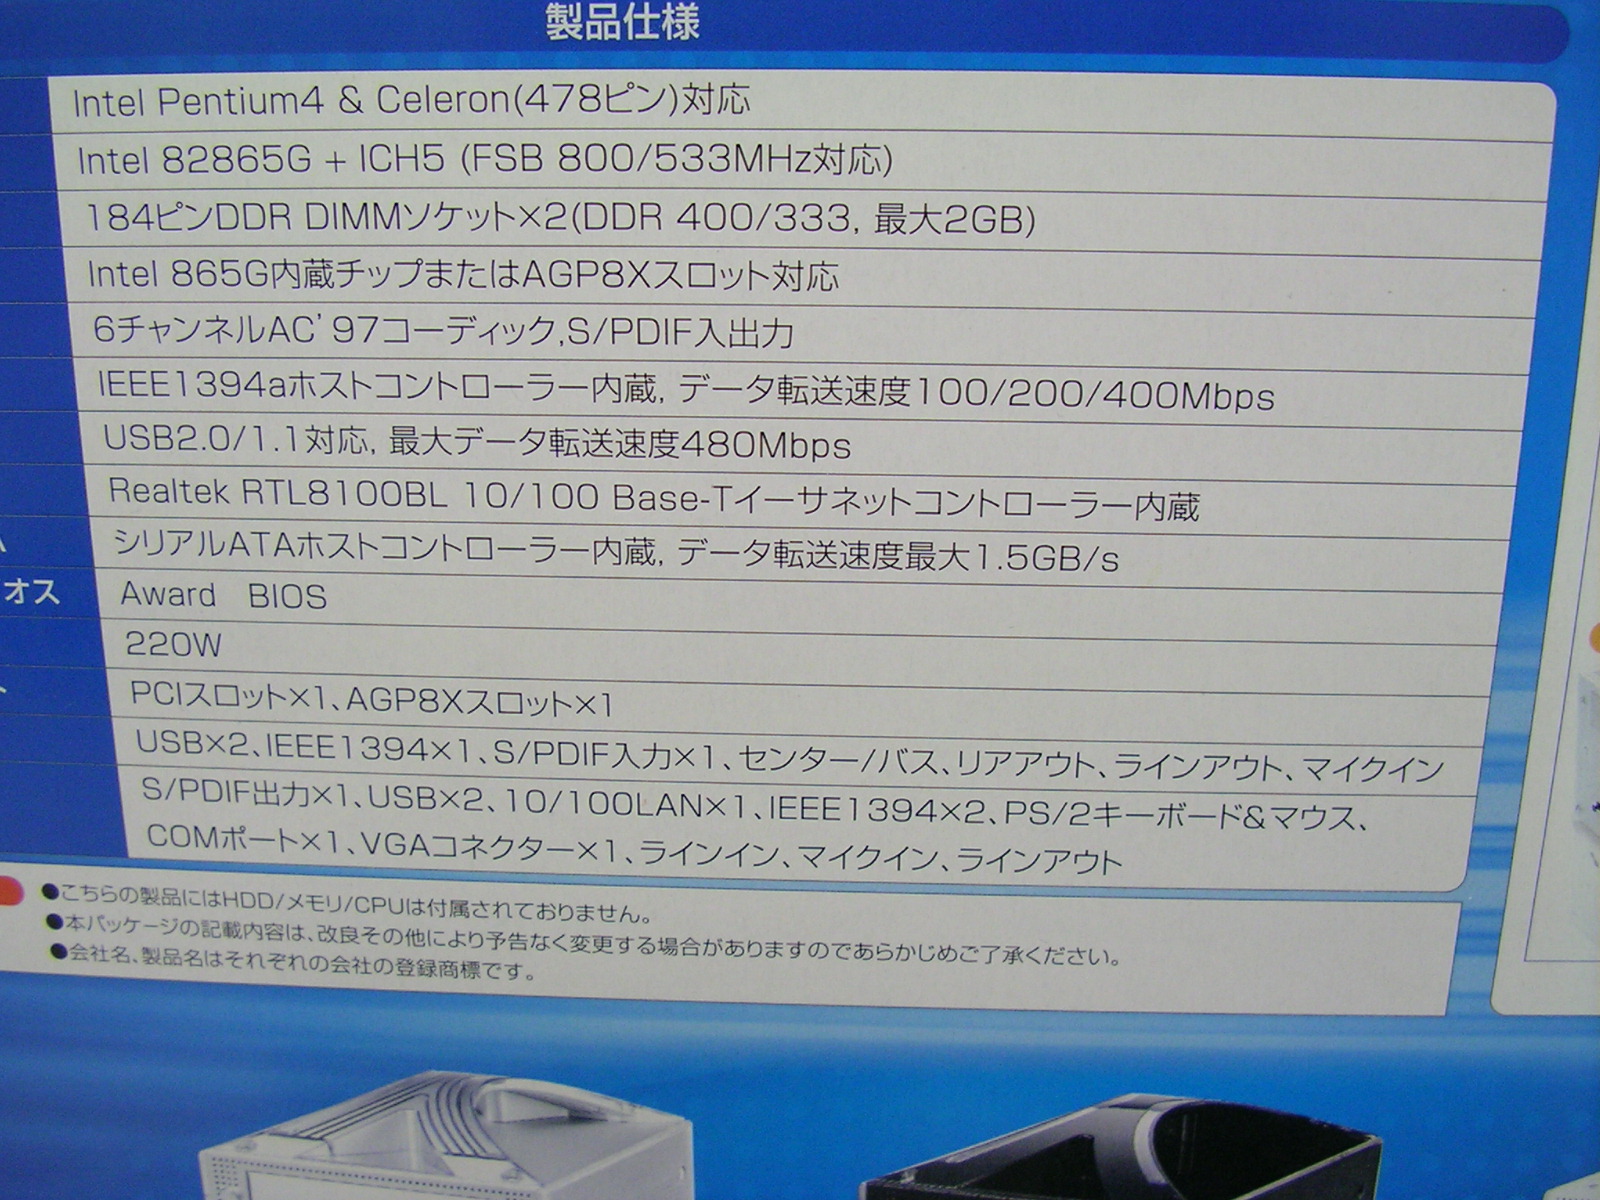 製品仕様
Intel Pentium4 & Celeron(478ピン)対応
Intel 82865G + ICH5 (FSB 800/533MHz対応)
184ピンDDR DIMMソケット×2(DDR 400/333, 最大2GB)
Intel 865G内蔵チップまたはAGP8Xスロット対応
6チャンネルAC'97コーディック,S/PDIF入出力
IEEE1394aホストコントローラー内蔵, データ転送速度100/200/400Mbps
USB2.0/1.1対応, 最大データ転送速度480Mbps
Realtek RTL8100BL 10/100 Base-Tイーサネットコントローラー内蔵
シリアルATAホストコントローラー内蔵, データ転送速度最大1.5GB/s
オス Award BIOS
220W
PCIスロット×1、AGP8Xスロット×1
USB×2、IEEE1394×1、S/PDIF入力×1、センター/バス、リアアウト、ラインアウト、マイクイン
S/PDIF出力×1、USB×2、10/100LAN×1、IEEE1394×2、PS/2キーボード&マウス、
COMポート×1、VGAコネクター×1、ラインイン、マイクイン、ラインアウト
●こちらの製品にはHDD/メモリ/CPUは付属されておりません。
●本パッケージの記載内容は、改良その他により予告なく変更する場合がありますのであらかじめご了承ください。
●会社名、製品名はそれぞれの会社の登録商標です。